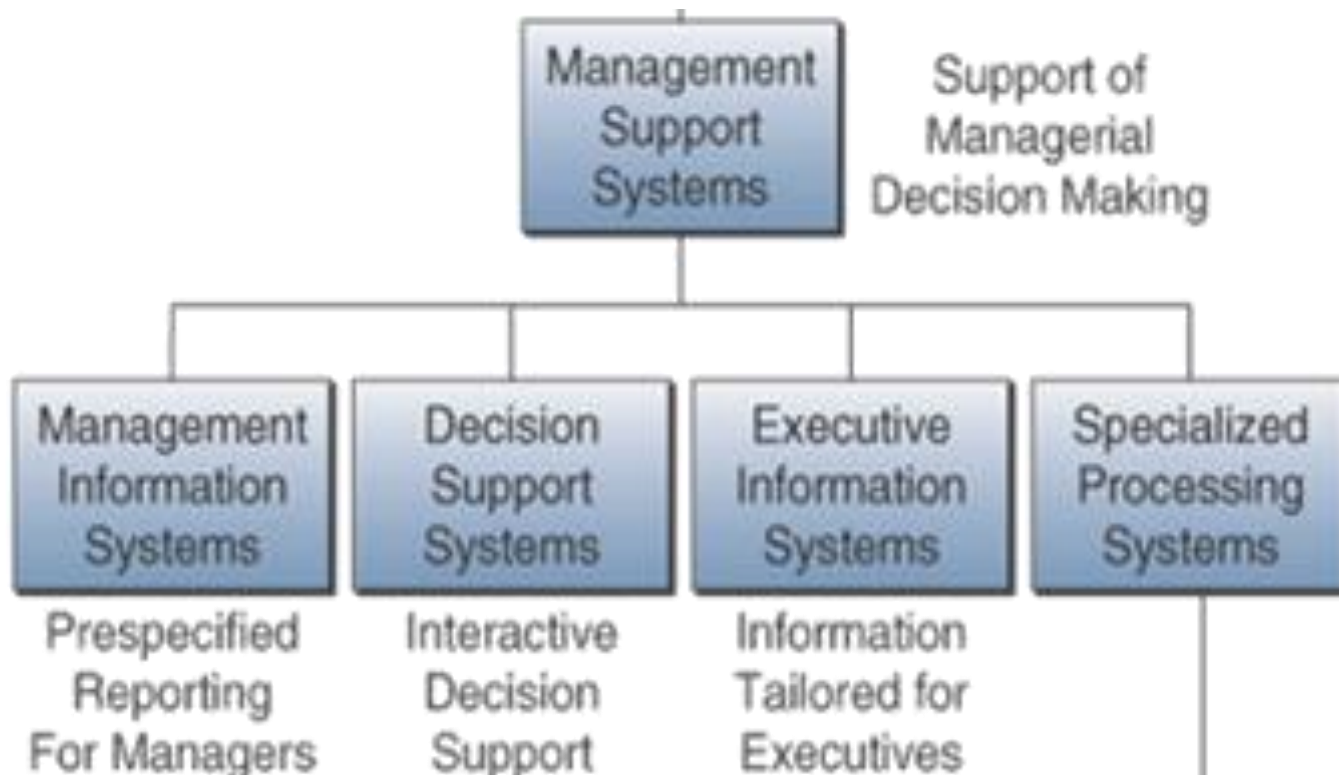 Management
Support
Systems
Support of
Managerial
Decision Making
Management
Information
Systems
Decision
Support
Systems
Executive
Information
Systems
Specialized
Processing
Systems
Prespecified
Reporting
For Managers
Interactive
Decision
Support
Information
Tailored for
Executives